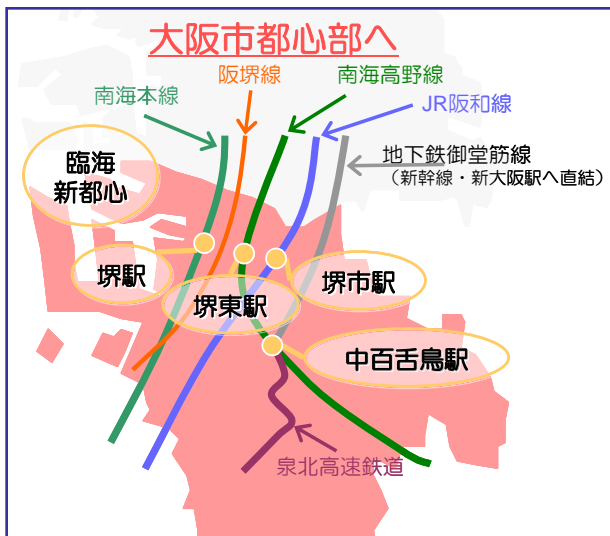 大阪市都心部へ
阪堺線
南海高野線
南海本線
JR阪和線
地下鉄御堂筋線
（新幹線・新大阪駅へ直結）
臨海
新都心
堺駅
堺東駅
堺市駅
中百舌鳥駅
泉北高速鉄道